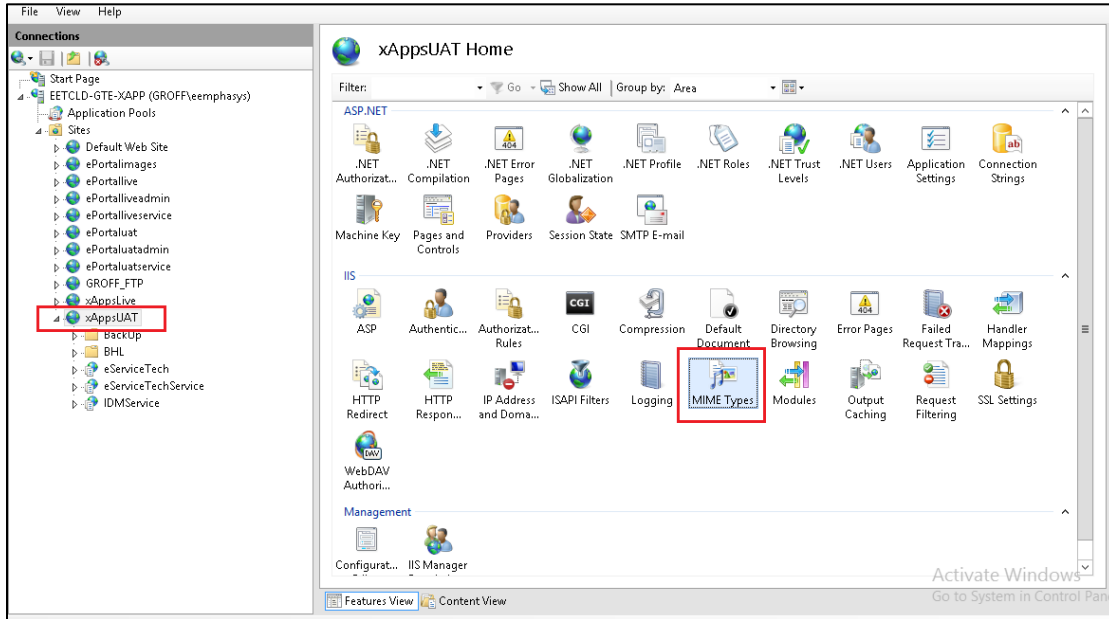 File View Help
Connections
Start Page
EETCLD-GTE-XAPP (GROFF\eemphasys)
Application Pools
Sites
Default Web Site
ePortalimages
ePortallive
ePortalliveadmin
ePortalliveservice
ePortaluat
ePortaluatadmin
ePortaluatservice
GROFF_FTP
xAppsLive
xAppsUAT
BackUp
BHL
eServiceTech
eServiceTechService
IDMService
xAppsUAT Home
Filter: Go Show All Group by: Area
ASP.NET
.NET .NET .NET Error .NET .NET Profile .NET Roles .NET Trust .NET Users Application Connection
Authorizat... Compilation Pages Globalization Levels Settings Strings
Machine Key Pages and Providers Session State SMTP E-mail
Controls
IIS
ASP Authentic... Authorizat... CGI Compression Default Directory Error Pages Failed Handler
Rules Document Browsing Request Tra... Mappings
HTTP HTTP IP Address ISAPI Filters Logging MIME Types Modules Output Request SSL Settings
Redirect Respon... and Doma... Caching Filtering
WebDAV
Authori...
Management
Configurat... IIS Manager
Activate Windows
Go to System in Control Pan
Features View Content View